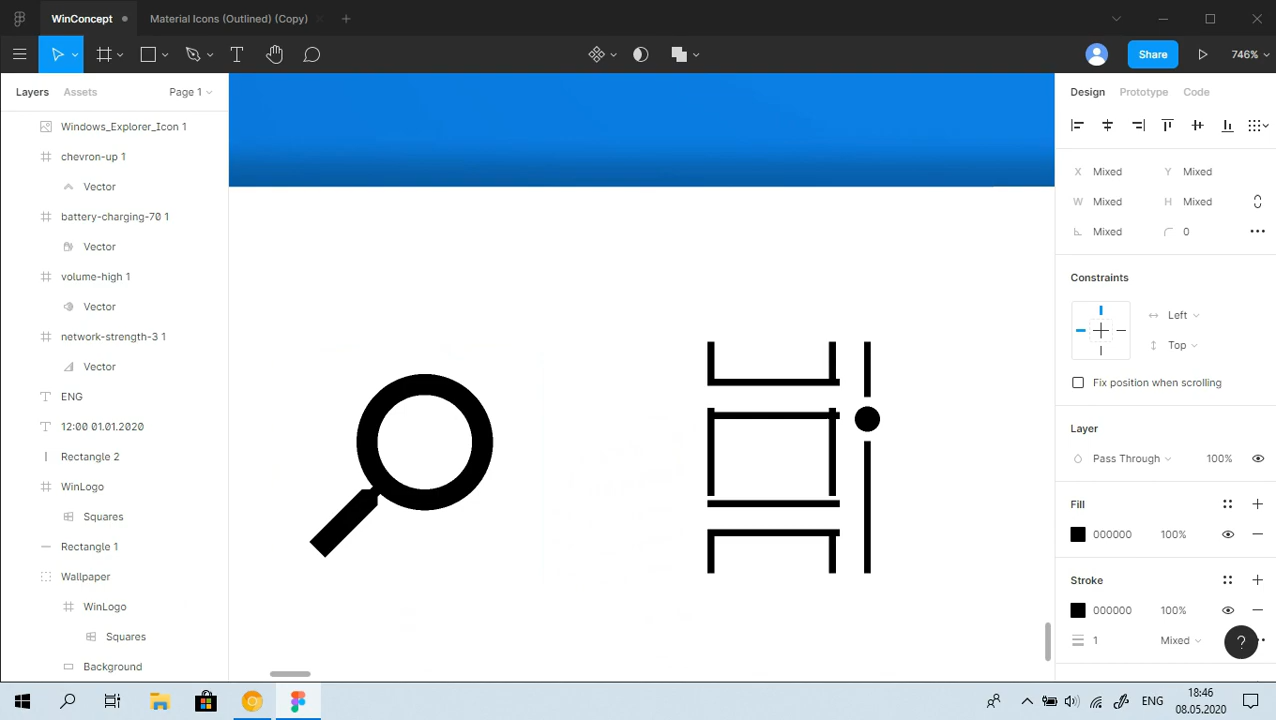 WinConcept
Material Icons (Outlined) (Copy)
Share
746%
Layers
Assets
Page 1
Design
Prototype
Code
Windows_Explorer_Icon 1
chevron-up 1
Vector
battery-charging-70 1
Vector
volume-high 1
Vector
network-strength-3 1
Vector
ENG
12:00 01.01.2020
Rectangle 2
WinLogo
Squares
Rectangle 1
Wallpaper
WinLogo
Squares
Background
X Mixed Y Mixed
W Mixed H Mixed
Mixed 0
Constraints
Left
Top
Fix position when scrolling
Layer
Pass Through 100%
Fill
000000 100%
Stroke
000000 100%
1 Mixed
?
ENG
18:46
08.05.2020